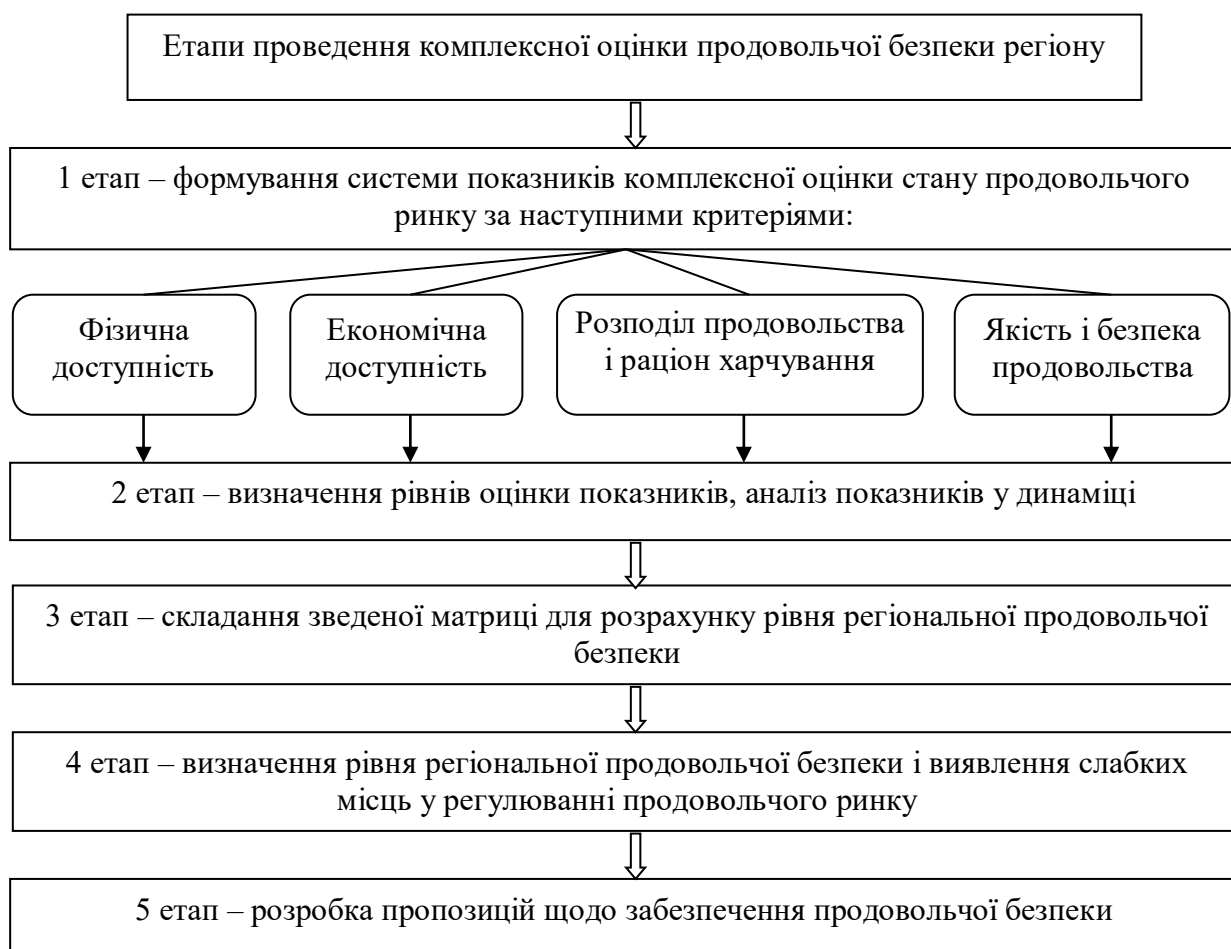 Етапи проведення комплексної оцінки продовольчої безпеки регіону
1 етап – формування системи показників комплексної оцінки стану продовольчого
ринку за наступними критеріями:
Фізична
доступність
Економічна
доступність
Розподіл продовольства
і раціон харчування
Якість і безпека
продовольства
2 етап – визначення рівнів оцінки показників, аналіз показників у динаміці
3 етап – складання зведеної матриці для розрахунку рівня регіональної продовольчої
безпеки
4 етап – визначення рівня регіональної продовольчої безпеки і виявлення слабких
місць у регулюванні продовольчого ринку
5 етап – розробка пропозицій щодо забезпечення продовольчої безпеки